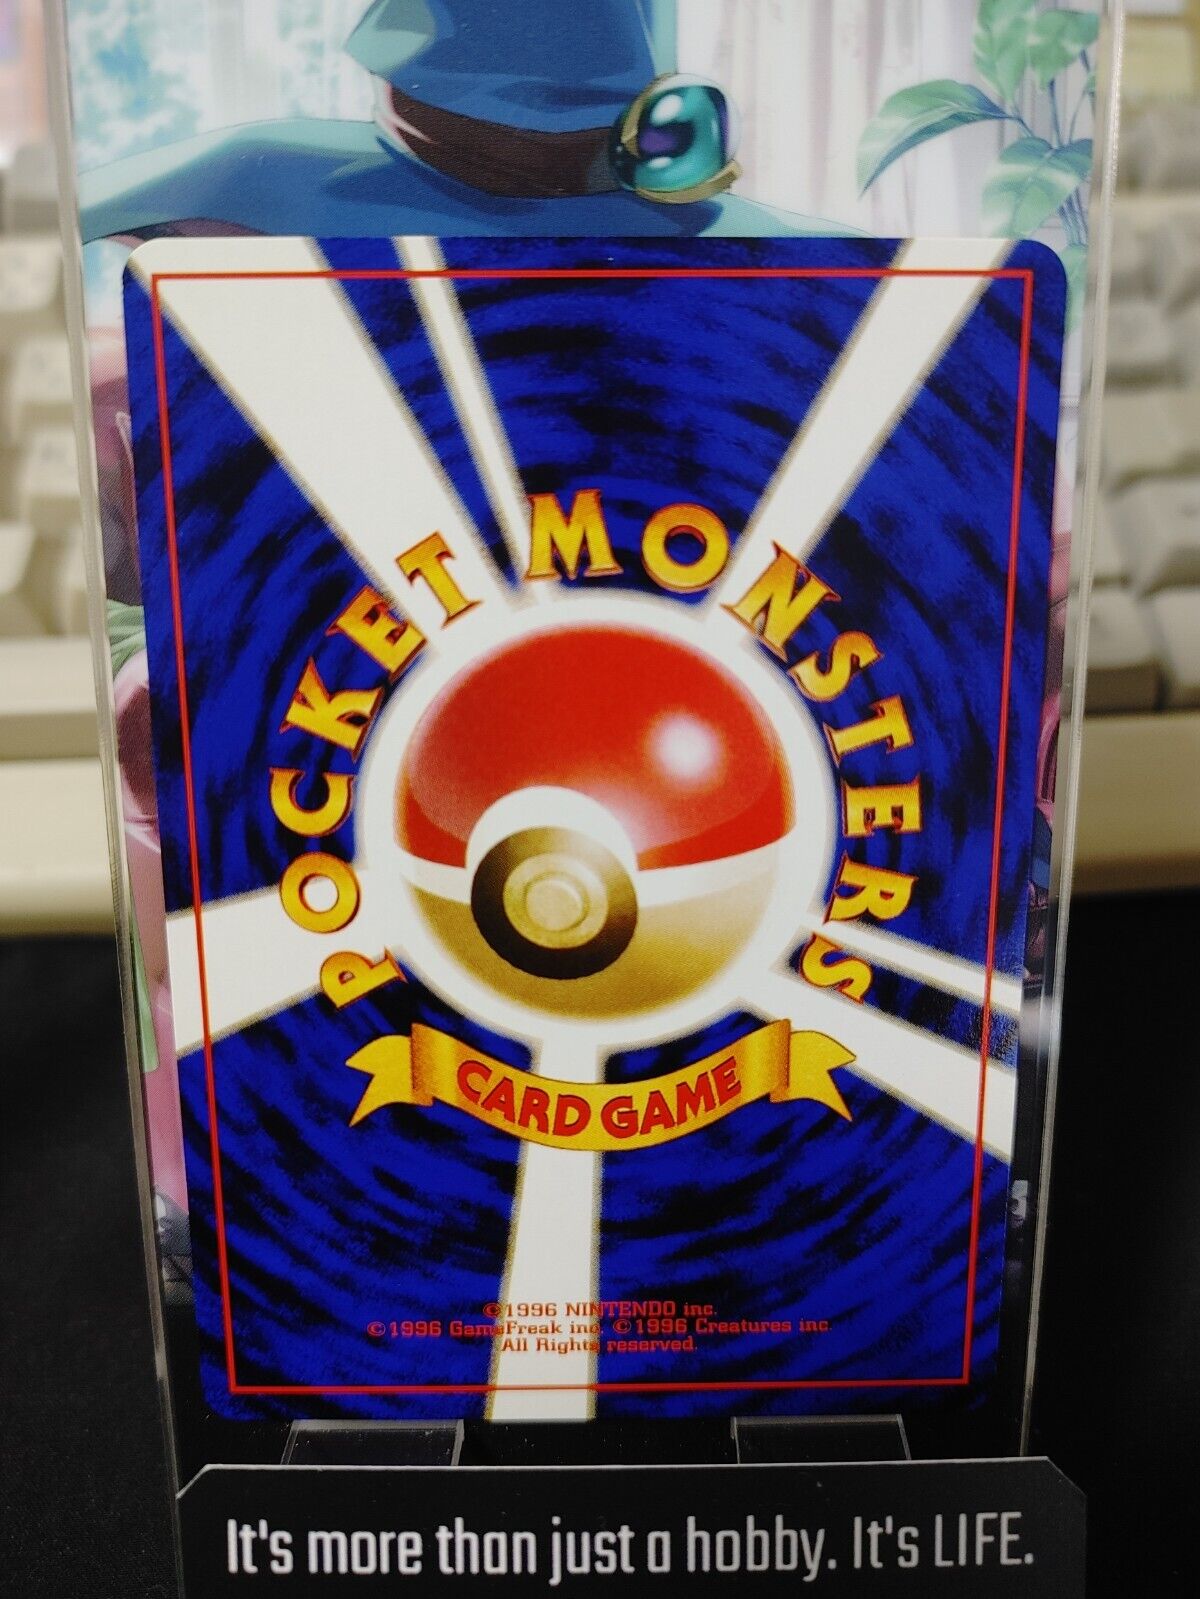 POCKET MONSTERS
CARD GAME
©1996 NINTENDO inc.
©1996 GameFreak inc. ©1996 Creatures inc.
All Rights reserved.
It's more than just a hobby. It's LIFE.